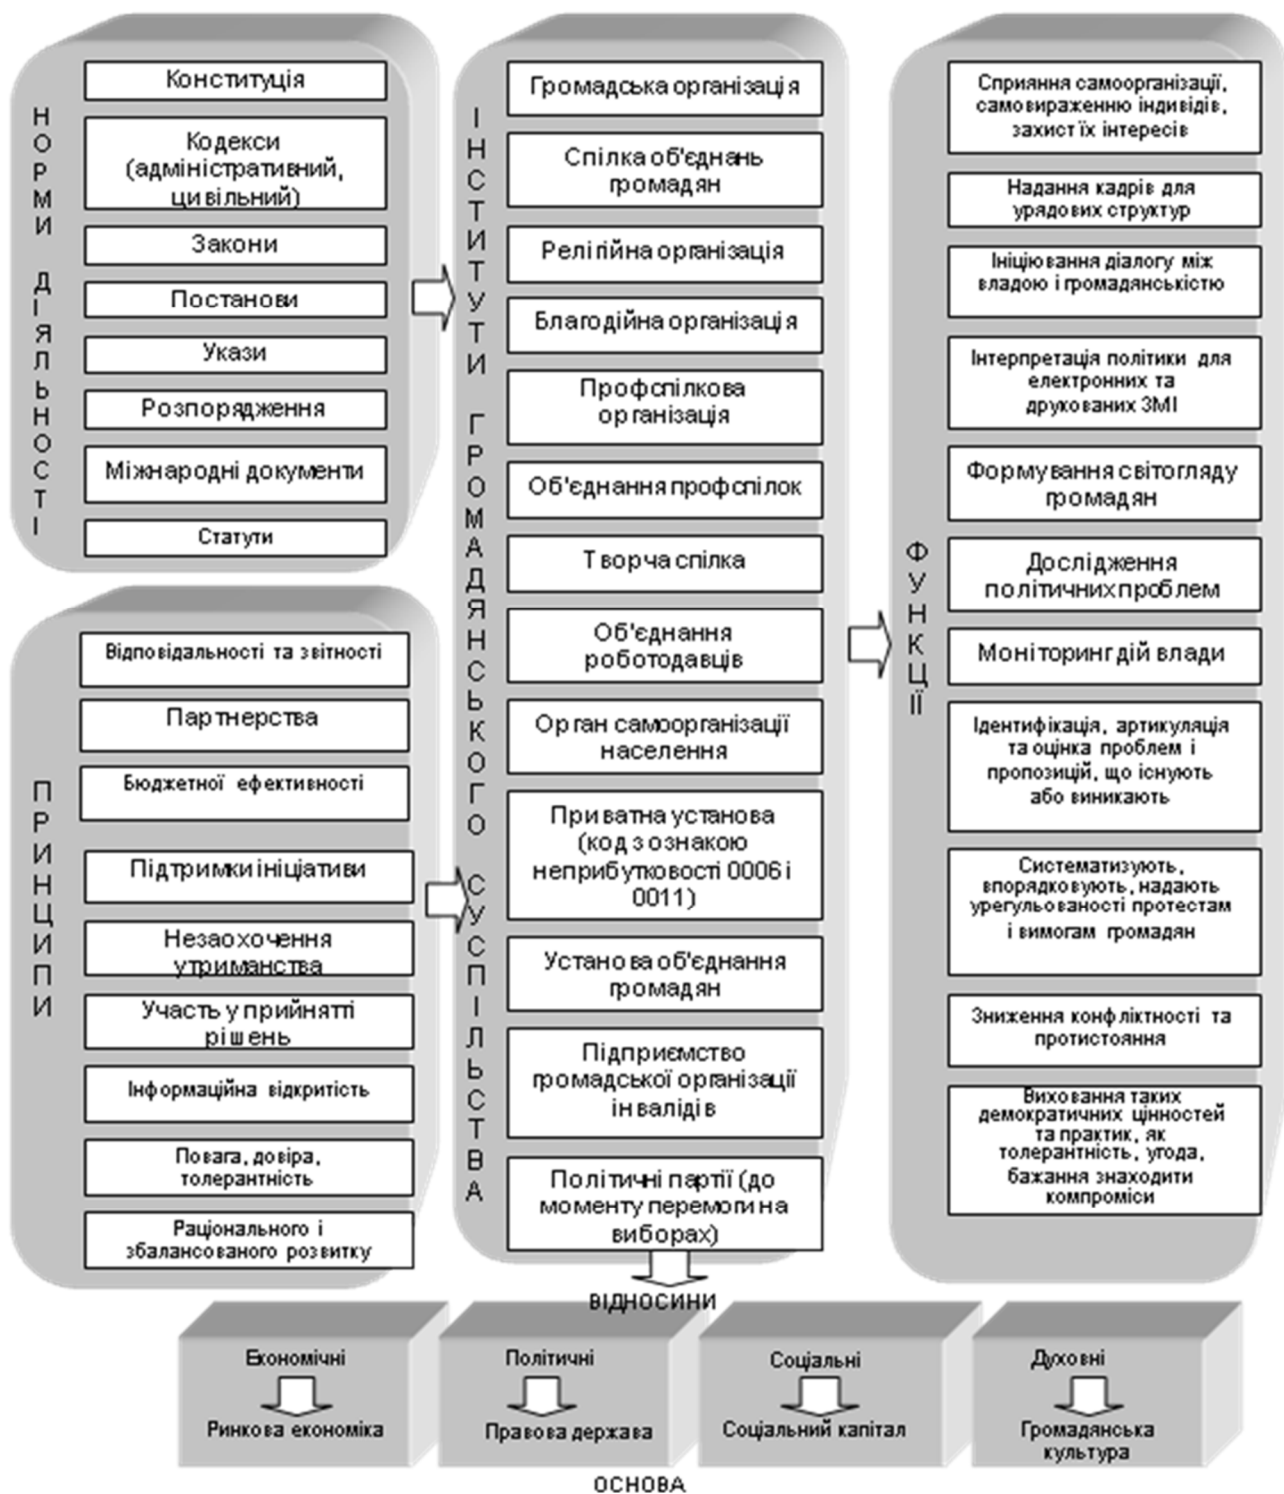 НОРМИ ДІЯЛЬНОСТІ
Конституція
Кодекси
(адміністративний,
цивільний)
Закони
Постанови
Укази
Розпорядження
Міжнародні документи
Статути
ПРИНЦИПИ
Відповідальності та звітності
Партнерства
Бюджетної ефективності
Підтримки ініціативи
Незаохочення
утриманства
Участь у прийнятті
рішень
Інформаційна відкритість
Повага, довіра,
толерантність
Раціонального і
збалансованого розвитку
ІНСТИТУТИ ГРОМАДЯНСЬКОГО СУСПІЛЬСТВА
Громадська організація
Спілка об'єднань
громадян
Релігійна організація
Благодійна організація
Профспілкова
організація
Об'єднання профспілок
Творча спілка
Об'єднання
роботодавців
Орган самоорганізації
населення
Приватна установа
(код з ознакою
неприбутковості 0006 і
0011)
Установа об'єднання
громадян
Підприємство
громадської організації
інвалідів
Політичні партії (до
моменту перемоги на
виборах)
ФУНКЦІЇ
Сприяння самоорганізації,
самовираженню індивідів,
захист їх інтересів
Надання кадрів для
урядових структур
Ініціювання діалогу між
владою і громадянськістю
Інтерпретація політики для
електронних та
друкованих ЗМІ
Формування світогляду
громадян
Дослідження
політичних проблем
Моніторинг дій влади
Ідентифікація, артикуляція
та оцінка проблем і
пропозицій, що існують
або виникають
Систематизують,
впорядковують, надають
урегульованості протестам
і вимогам громадян
Зниження конфліктності та
протистояння
Виховання таких
демократичних цінностей
та практик, як
толерантність, угода,
бажання знаходити
компроміси
ВІДНОСИНИ
Економічні
Ринкова економіка
Політичні
Правова держава
Соціальні
Соціальний капітал
Духовні
Громадянська
культура
ОСНОВА